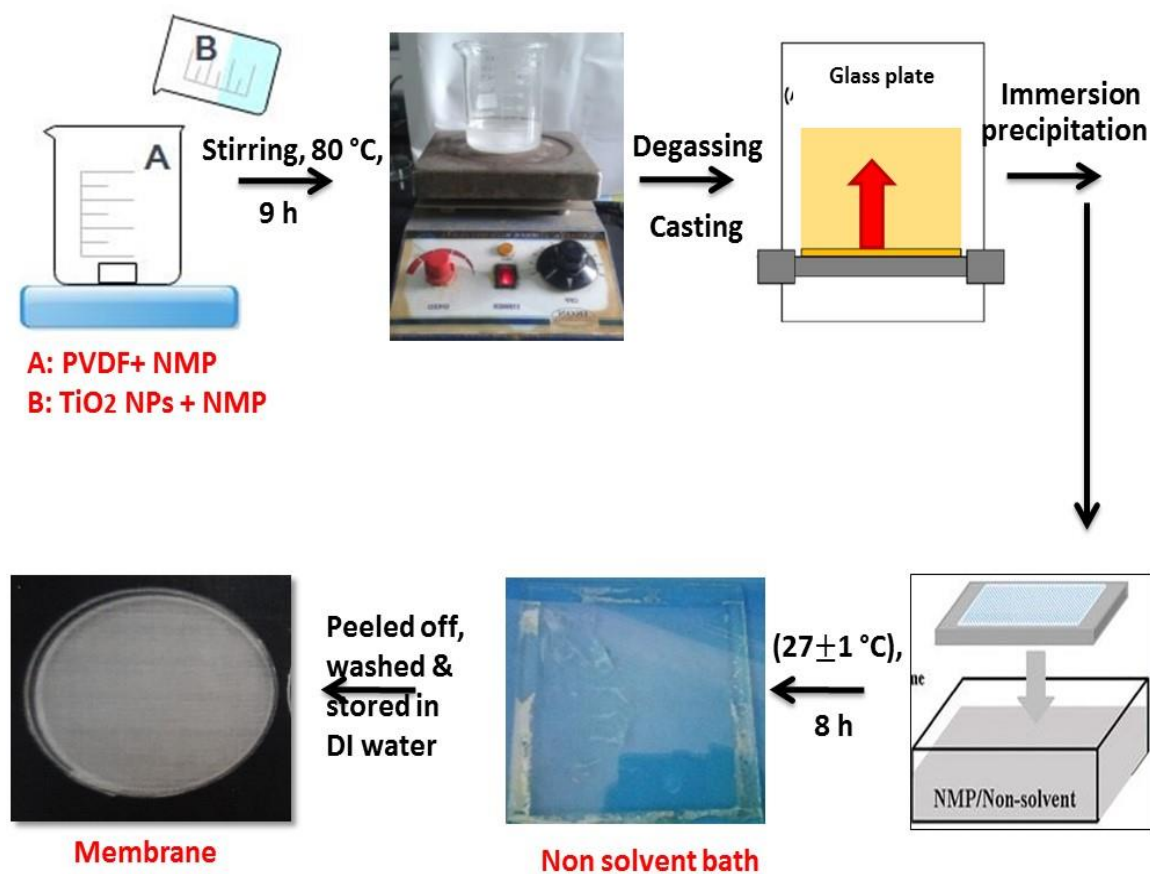 B
A
Stirring, 80 °C,
9 h
A: PVDF+ NMP
B: TiO2 NPs + NMP
Degassing
Casting
Glass plate
Immersion
precipitation
NMP/Non-solvent
(27±1 °C),
8 h
Non solvent bath
Peeled off,
washed &
stored in
DI water
Membrane